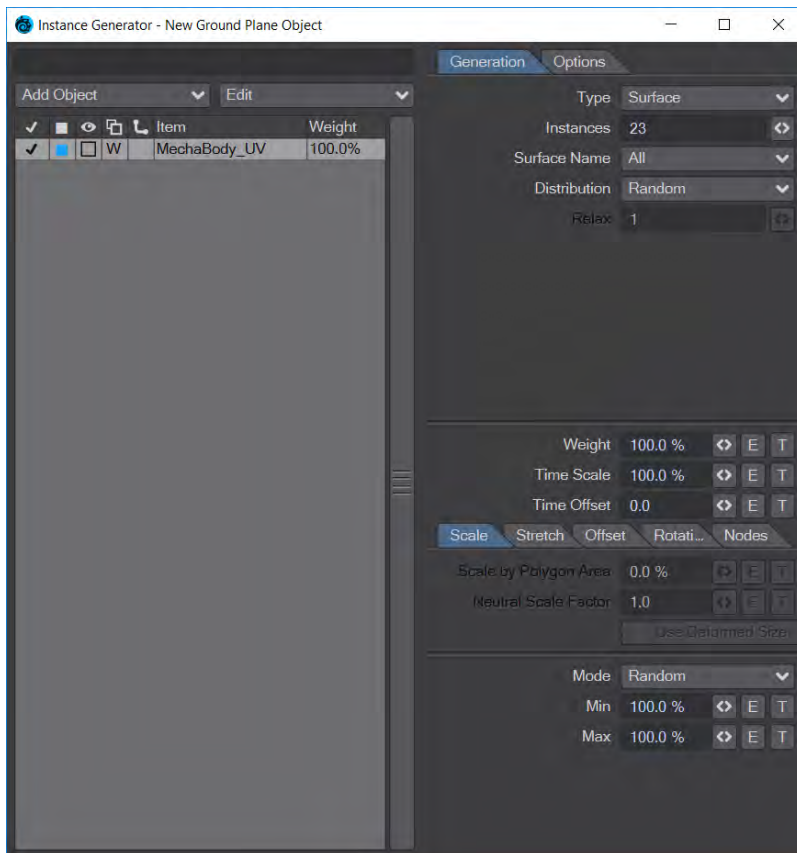 Instance Generator - New Ground Plane Object
Add Object Edit
Item Weight
W MechaBody_UV 100.0%
Generation Options
Type Surface
Instances 23
Surface Name All
Distribution Random
Relax 1
Weight 100.0 % E T
Time Scale 100.0 % E T
Time Offset 0.0 E T
Scale Stretch Offset Rotati... Nodes
Scale by Polygon Area 0.0 % E T
Neutral Scale Factor 1.0 E T
Use Deformed Size
Mode Random
Min 100.0 % E T
Max 100.0 % E T